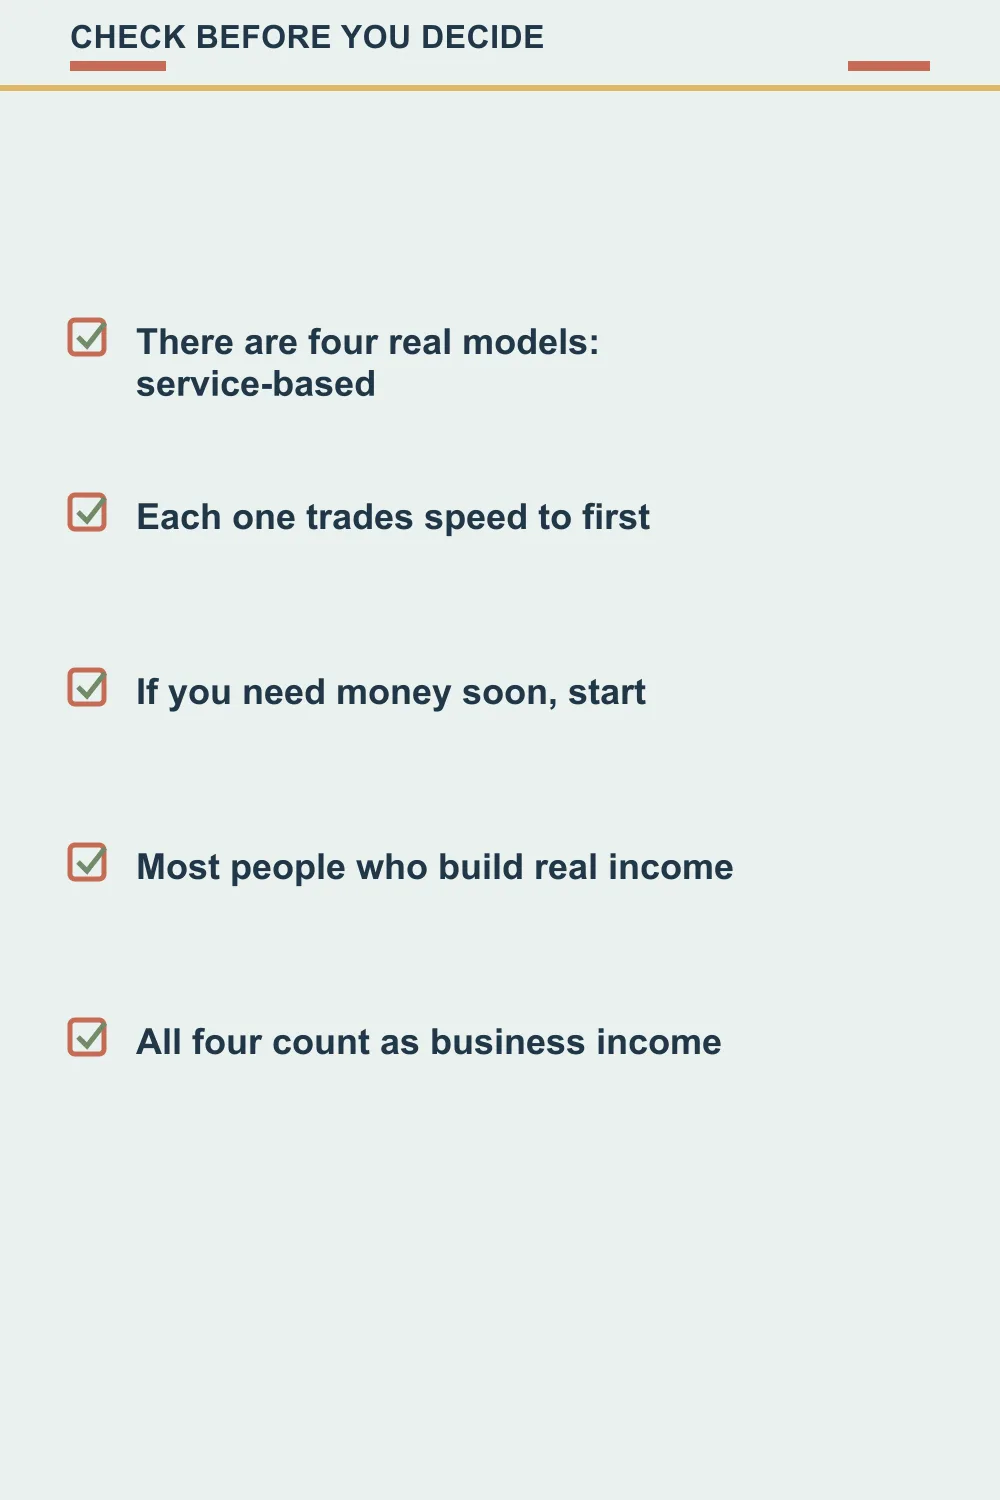 CHECK BEFORE YOU DECIDE
There are four real models:
service-based
Each one trades speed to first
If you need money soon, start
Most people who build real income
All four count as business income